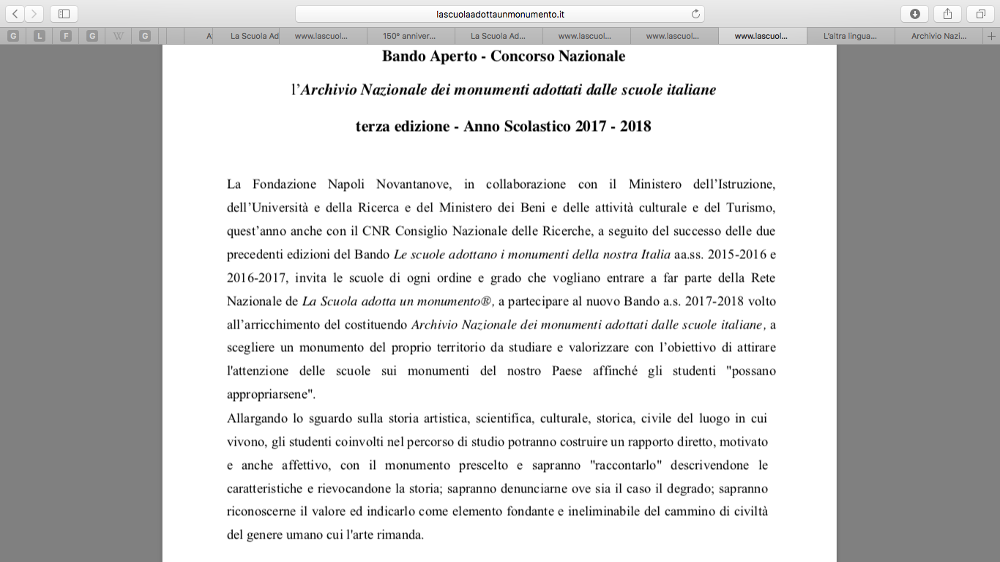 lascuolaadottaunmonumento.it
G L F G W G A La Scuola Ad www.lascuol... 150° anniver... La Scuola Ad... www.lascuol... www.lascuol... www.lascuol... L'altra lingua... Archivio Nazi...
Bando Aperto - Concorso Nazionale
l'Archivio Nazionale dei monumenti adottati dalle scuole italiane
terza edizione - Anno Scolastico 2017 - 2018
La Fondazione Napoli Novantanove, in collaborazione con il Ministero dell'Istruzione,
dell'Università e della Ricerca e del Ministero dei Beni e delle attività culturale e del Turismo,
quest'anno anche con il CNR Consiglio Nazionale delle Ricerche, a seguito del successo delle due
precedenti edizioni del Bando Le scuole adottano i monumenti della nostra Italia aa.ss. 2015-2016 e
2016-2017, invita le scuole di ogni ordine e grado che vogliano entrare a far parte della Rete
Nazionale de La Scuola adotta un monumento®, a partecipare al nuovo Bando a.s. 2017-2018 volto
all'arricchimento del costituendo Archivio Nazionale dei monumenti adottati dalle scuole italiane, a
scegliere un monumento del proprio territorio da studiare e valorizzare con l'obiettivo di attirare
l'attenzione delle scuole sui monumenti del nostro Paese affinché gli studenti "possano
appropriarsene".
Allargando lo sguardo sulla storia artistica, scientifica, culturale, storica, civile del luogo in cui
vivono, gli studenti coinvolti nel percorso di studio potranno costruire un rapporto diretto, motivato
e anche affettivo, con il monumento prescelto e sapranno "raccontarlo" descrivendone le
caratteristiche e rievocandone la storia; sapranno denunciarne ove sia il caso il degrado; sapranno
riconoscerne il valore ed indicarlo come elemento fondante e ineliminabile del cammino di civiltà
del genere umano cui l'arte rimanda.